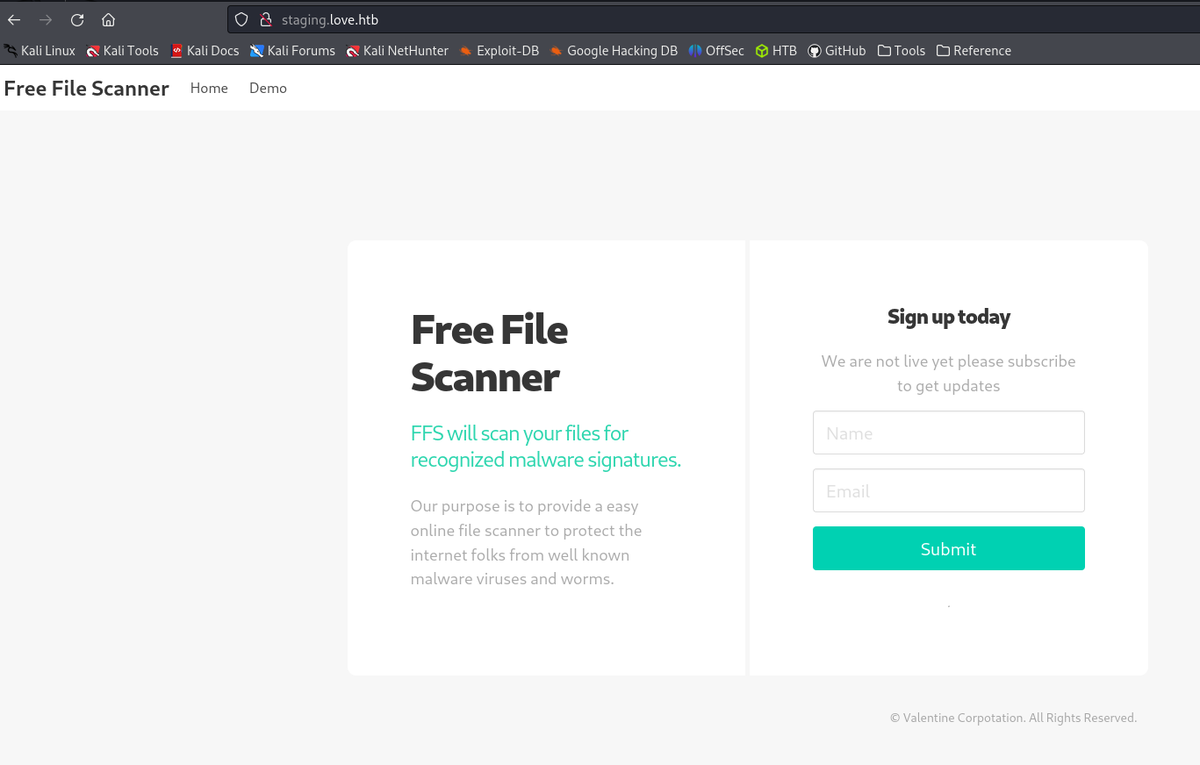 staging.love.htb
Kali Linux Kali Tools Kali Docs Kali Forums Kali NetHunter Exploit-DB Google Hacking DB OffSec HTB GitHub Tools Reference
Free File Scanner Home Demo
Free File
Scanner
FFS will scan your files for
recognized malware signatures.
Our purpose is to provide a easy
online file scanner to protect the
internet folks from well known
malware viruses and worms.
Sign up today
We are not live yet please subscribe
to get updates
Name
Email
Submit
.
© Valentine Corpotation. All Rights Reserved.